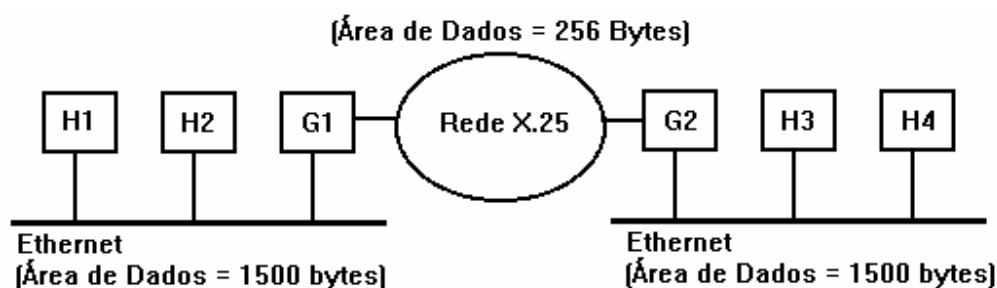 (Área de Dados = 256 Bytes)
H1 H2 G1 Rede X.25 G2 H3 H4
Ethernet
(Área de Dados = 1500 bytes)
Ethernet
(Área de Dados = 1500 bytes)